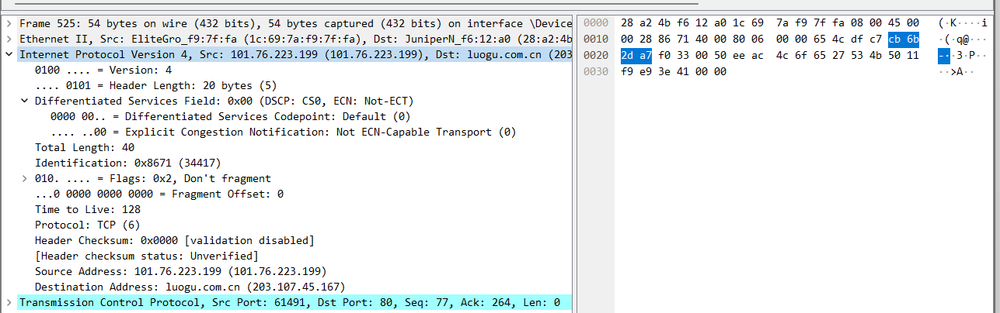 Frame 525: 54 bytes on wire (432 bits), 54 bytes captured (432 bits) on interface \Device
Ethernet II, Src: EliteGro_f9:7f:fa (1c:69:7a:f9:7f:fa), Dst: JuniperN_f6:12:a0 (28:a2:4b
Internet Protocol Version 4, Src: 101.76.223.199 (101.76.223.199), Dst: luogu.com.cn (203
0100 .... = Version: 4
.... 0101 = Header Length: 20 bytes (5)
Differentiated Services Field: 0x00 (DSCP: CS0, ECN: Not-ECT)
0000 00.. = Differentiated Services Codepoint: Default (0)
.... ..00 = Explicit Congestion Notification: Not ECN-Capable Transport (0)
Total Length: 40
Identification: 0x8671 (34417)
010. .... = Flags: 0x2, Don't fragment
...0 0000 0000 0000 = Fragment Offset: 0
Time to Live: 128
Protocol: TCP (6)
Header Checksum: 0x0000 [validation disabled]
[Header checksum status: Unverified]
Source Address: 101.76.223.199 (101.76.223.199)
Destination Address: luogu.com.cn (203.107.45.167)
Transmission Control Protocol, Src Port: 61491, Dst Port: 80, Seq: 77, Ack: 264, Len: 0
0000 28 a2 4b f6 12 a0 1c 69 7a f9 7f fa 08 00 45 00 (·K····i
0010 00 28 86 71 40 00 80 06 00 00 65 4c df c7 cb 6b ·(·q@···
0020 2d a7 f0 33 00 50 ee ac 4c 6f 65 27 53 4b 50 11 -··3·P··
0030 f9 e9 3e 41 00 00 ··>A··